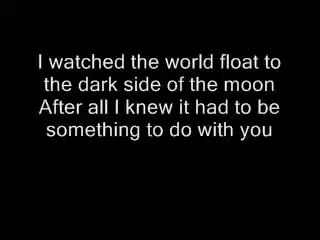 I watched the world float to
the dark side of the moon
After all I knew it had to be
something to do with you